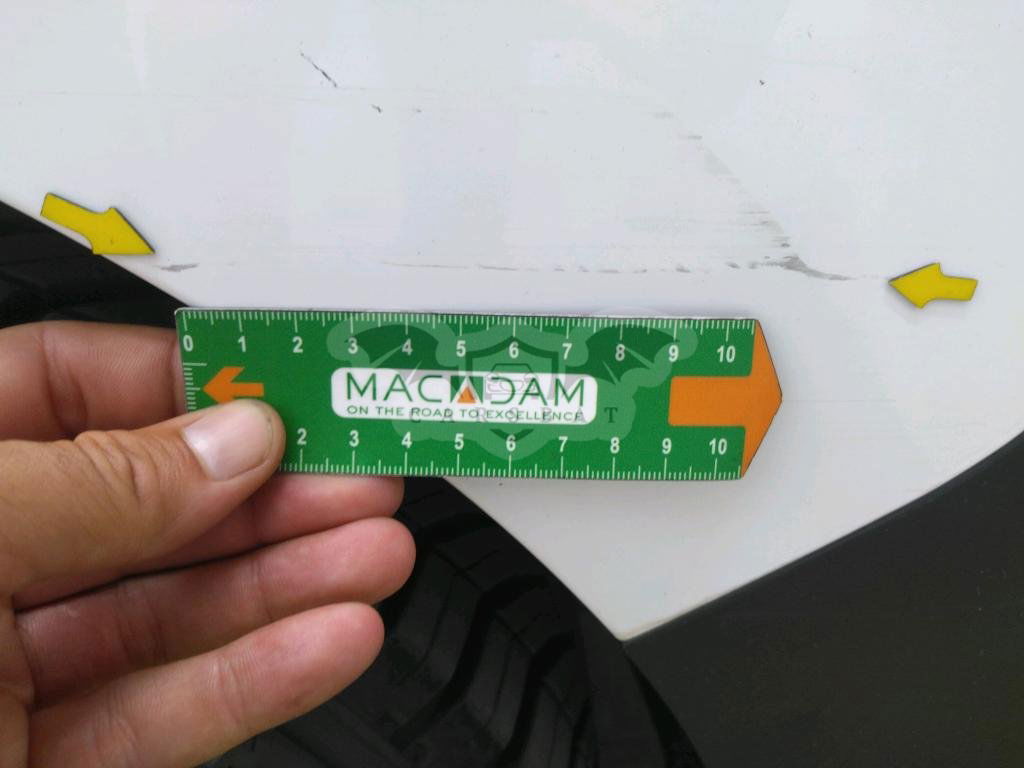 0 1 2 3 4 5 6 7 8 9 10
MACADAM
ON THE ROAD TO EXCELLENCE
CARSBAT
2 3 4 5 6 7 8 9 10